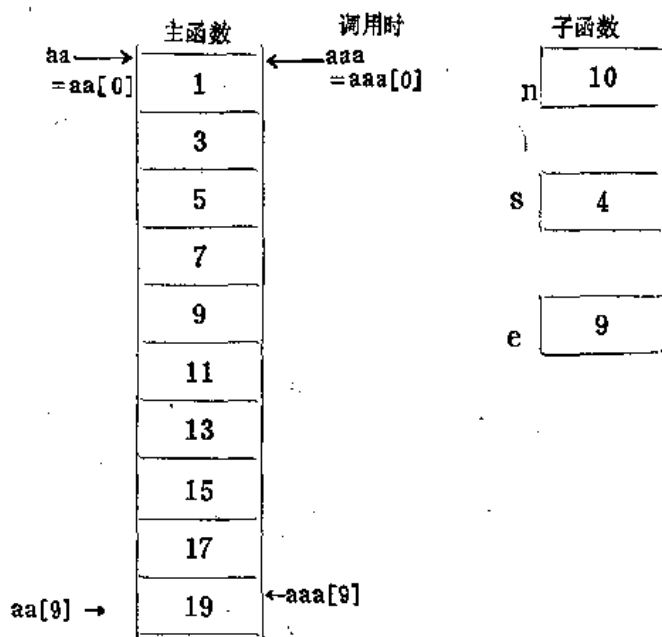 主函数 调用时 子函数
aa→ ←aaa
=aa[0] 1 =aaa[0] n 10
3
5 s 4
7
9 e 9
11
13
15
17
←aaa[9]
aa[9] → 19